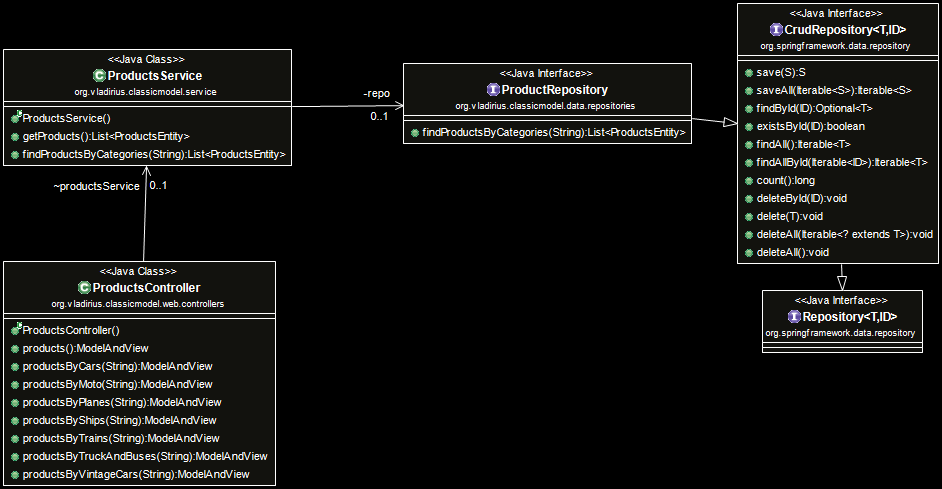 <<Java Class>>
ProductsService
org.vladirius.classicmodel.service
ProductsService()
getProducts():List<ProductsEntity>
findProductsByCategories(String):List<ProductsEntity>
-repo
0..1
<<Java Interface>>
ProductRepository
org.vladirius.classicmodel.data.repositories
findProductsByCategories(String):List<ProductsEntity>
<<Java Interface>>
CrudRepository<T,ID>
org.springframework.data.repository
save(S):S
saveAll(Iterable<S>):Iterable<S>
findById(ID):Optional<T>
existsById(ID):boolean
findAll():Iterable<T>
findAllById(Iterable<ID>):Iterable<T>
count():long
deleteById(ID):void
delete(T):void
deleteAll(Iterable<? extends T>):void
deleteAll():void
<<Java Interface>>
Repository<T,ID>
org.springframework.data.repository
~productsService
0..1
<<Java Class>>
ProductsController
org.vladirius.classicmodel.web.controllers
ProductsController()
products():ModelAndView
productsByCars(String):ModelAndView
productsByMoto(String):ModelAndView
productsByPlanes(String):ModelAndView
productsByShips(String):ModelAndView
productsByTrains(String):ModelAndView
productsByTruckAndBuses(String):ModelAndView
productsByVintageCars(String):ModelAndView